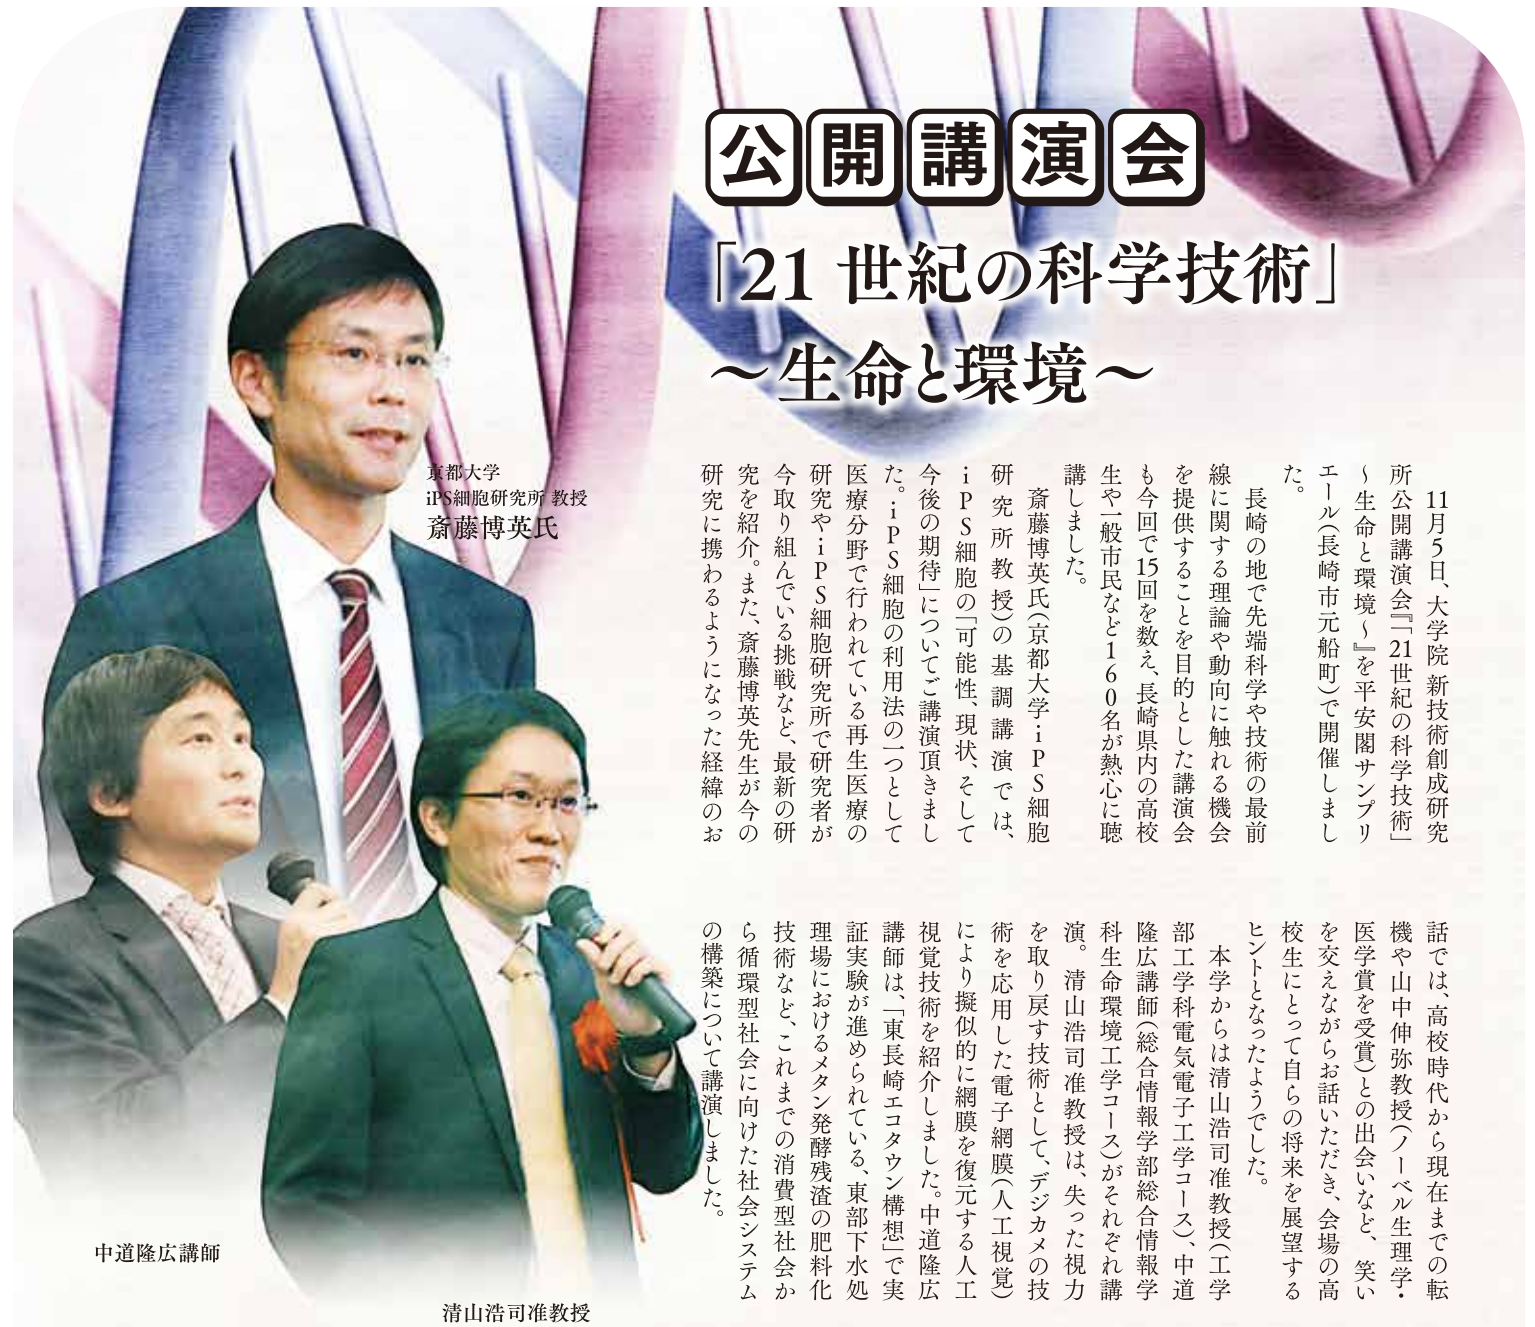 公開講演会
「21世紀の科学技術」
～生命と環境～
京都大学
iPS細胞研究所 教授
斎藤博英氏
11月5日、大学院 新技術創成研究
所公開講演会『「21世紀の科学技術」
～生命と環境～』を平安閣サンプリ
エール(長崎市元船町)で開催しまし
た。
長崎の地で先端科学や技術の最前
線に関する理論や動向に触れる機会
を提供することを目的とした講演会
も今回で15回を数え、長崎県内の高校
生や一般市民など160名が熱心に聴
講しました。
斎藤博英氏(京都大学iPS細胞
研究所教授)の基調講演では、
iPS細胞の「可能性、現状、そして
今後の期待」についてご講演頂きまし
た。iPS細胞の利用法の一つとして
医療分野で行われている再生医療の
研究やiPS細胞研究所で研究者が
今取り組んでいる挑戦など、最新の研
究を紹介。また、斎藤博英先生が今の
研究に携わるようになった経緯のお
話では、高校時代から現在までの転
機や山中伸弥教授(ノーベル生理学・
医学賞を受賞)との出会いなど、笑い
を交えながらお話いただき、会場の高
校生にとって自らの将来を展望する
ヒントとなったようでした。
本学からは清山浩司准教授(工学
部工学科電気電子工学コース)、中道
隆広講師(総合情報学部総合情報学
科生命環境工学コース)がそれぞれ講
演。清山浩司准教授は、失った視力
を取り戻す技術として、デジカメの技
術を応用した電子網膜(人工視覚)
により擬似的に網膜を復元する人工
視覚技術を紹介しました。中道隆広
講師は、「東長崎エコタウン構想」で実
証実験が進められている、東部下水処
理場におけるメタン発酵残渣の肥料化
技術など、これまでの消費型社会か
ら循環型社会に向けた社会システム
の構築について講演しました。
中道隆広講師
清山浩司准教授